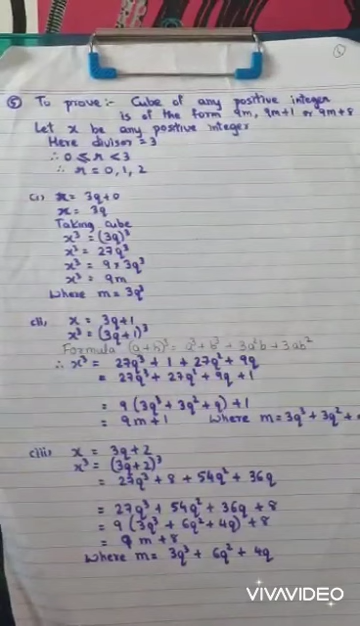 1
⑤ To prove:- Cube of any positive integer
is of the form 9m, 9m+1 or 9m+8
Let x be any postive integer
Here divisor = 3
∴ 0 ≤ r < 3
∴ r = 0, 1, 2
(i) x = 3q+0
x = 3q
Taking cube
x³ = (3q)³
x³ = 27q³
x³ = 9 × 3q³
x³ = 9m
Where m = 3q³
(ii) x = 3q+1
x³ = (3q+1)³
Formula (a+b)³ = a³+b³+3a²b+3ab²
∴ x³ = 27q³ + 1 + 27q² + 9q
= 27q³ + 27q² + 9q + 1
= 9(3q³ + 3q² + q) + 1
= 9m+1 Where m = 3q³ + 3q² +
(iii) x = 3q+2
x³ = (3q+2)³
= 27q³ + 8 + 54q² + 36q
= 27q³ + 54q² + 36q + 8
= 9(3q³ + 6q² + 4q) + 8
= 9m + 8
Where m = 3q³ + 6q² + 4q
VIVAVIDEO